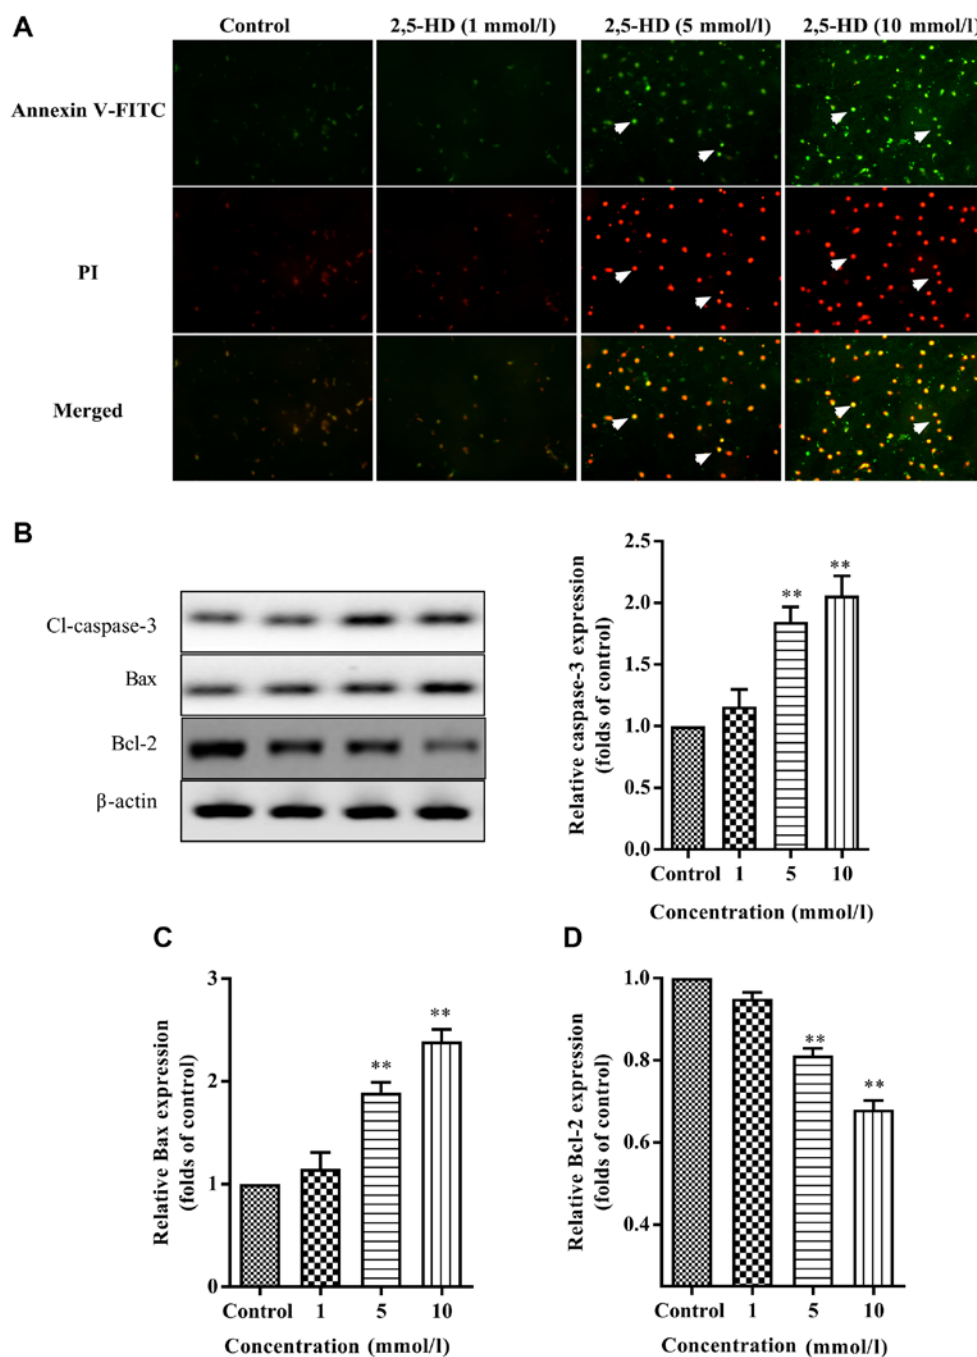 A
Control 2,5-HD (1 mmol/l) 2,5-HD (5 mmol/l) 2,5-HD (10 mmol/l)
Annexin V-FITC
PI
Merged
B
Cl-caspase-3
Bax
Bcl-2
β-actin
Relative caspase-3 expression
(folds of control)
2.5
2.0
1.5
1.0
0.5
0.0
** **
Control 1 5 10
Concentration (mmol/l)
C
Relative Bax expression
(folds of control)
3
2
1
0
** **
Control 1 5 10
Concentration (mmol/l)
D
Relative Bcl-2 expression
(folds of control)
1.0
0.8
0.6
0.4
** **
Control 1 5 10
Concentration (mmol/l)